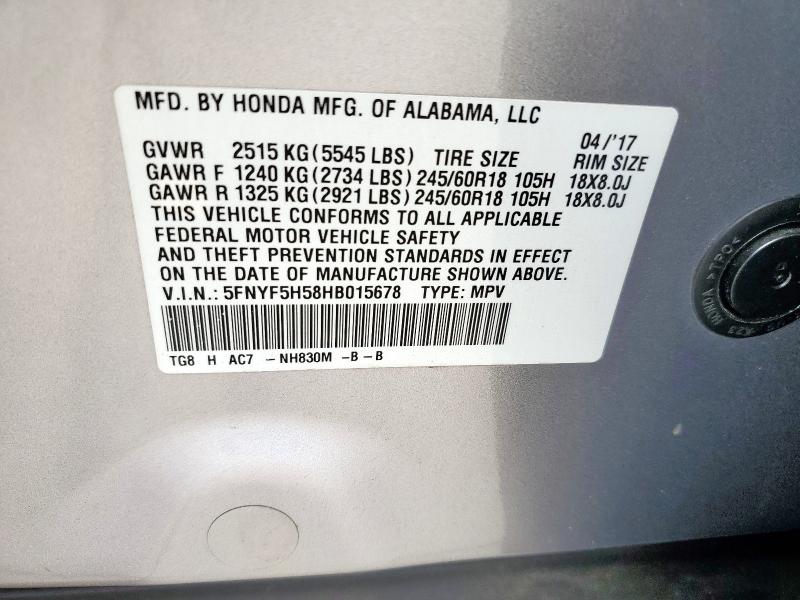 MFD. BY HONDA MFG. OF ALABAMA, LLC
04/'17
GVWR 2515 KG (5545 LBS) TIRE SIZE RIM SIZE
GAWR F 1240 KG (2734 LBS) 245/60R18 105H 18X8.0J
GAWR R 1325 KG (2921 LBS) 245/60R18 105H 18X8.0J
THIS VEHICLE CONFORMS TO ALL APPLICABLE
FEDERAL MOTOR VEHICLE SAFETY
AND THEFT PREVENTION STANDARDS IN EFFECT
ON THE DATE OF MANUFACTURE SHOWN ABOVE.
V.I.N.: 5FNYF5H58HB015678 TYPE: MPV
TG8 H AC7 -NH830M -B-B
HONDA >TPO<